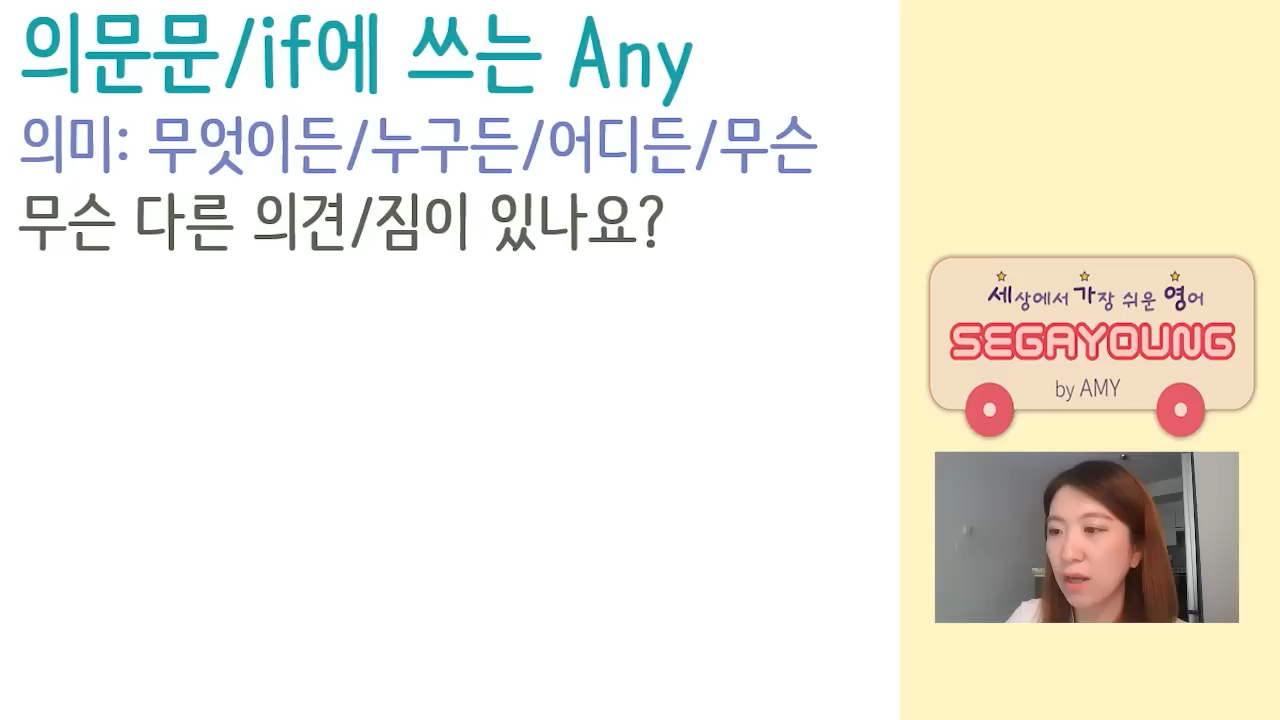 의문문/if에 쓰는 Any
의미: 무엇이든/누구든/어디든/무슨
무슨 다른 의견/짐이 있나요?
세상에서 가장 쉬운 영어
SEGAYOUNG
by AMY